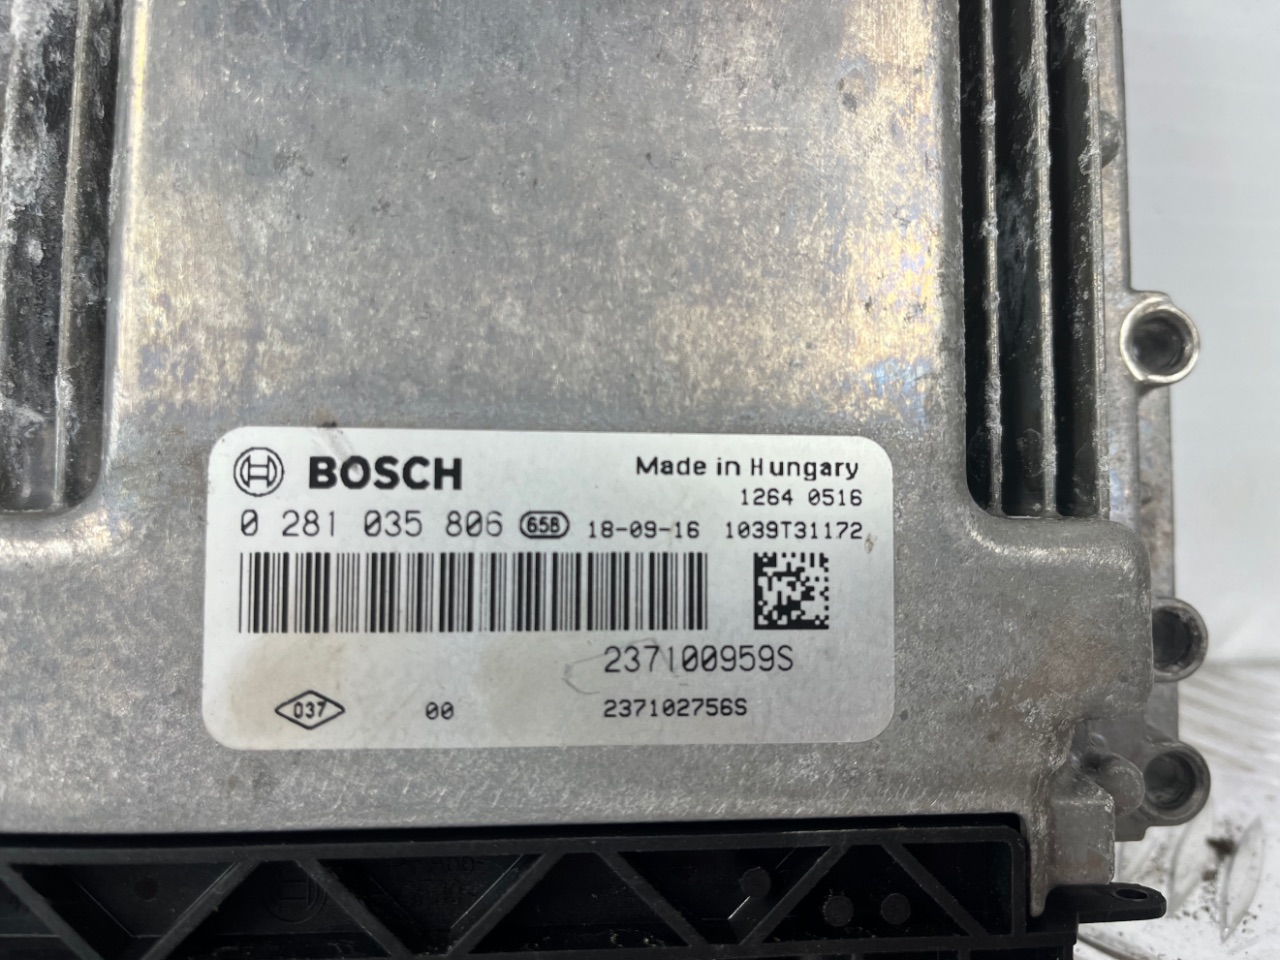 BOSCH
Made in Hungary
1264 0516
0 281 035 806 658 18-09-16 1039T31172
237100959S
037 00 237102756S